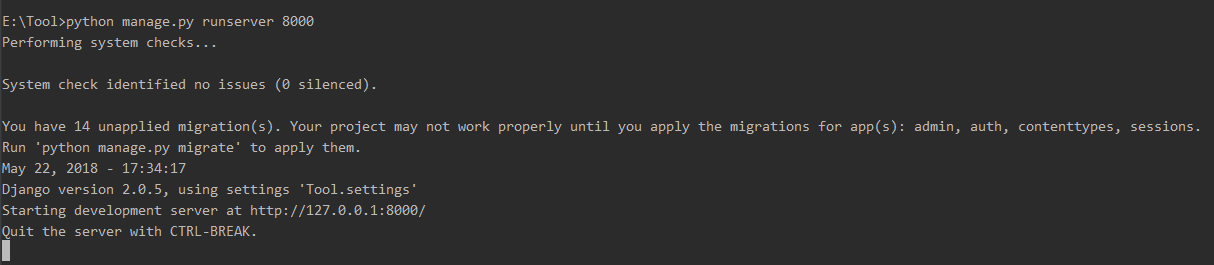 E:\Tool>python manage.py runserver 8000
Performing system checks...
System check identified no issues (0 silenced).
You have 14 unapplied migration(s). Your project may not work properly until you apply the migrations for app(s): admin, auth, contenttypes, sessions.
Run 'python manage.py migrate' to apply them.
May 22, 2018 - 17:34:17
Django version 2.0.5, using settings 'Tool.settings'
Starting development server at http://127.0.0.1:8000/
Quit the server with CTRL-BREAK.